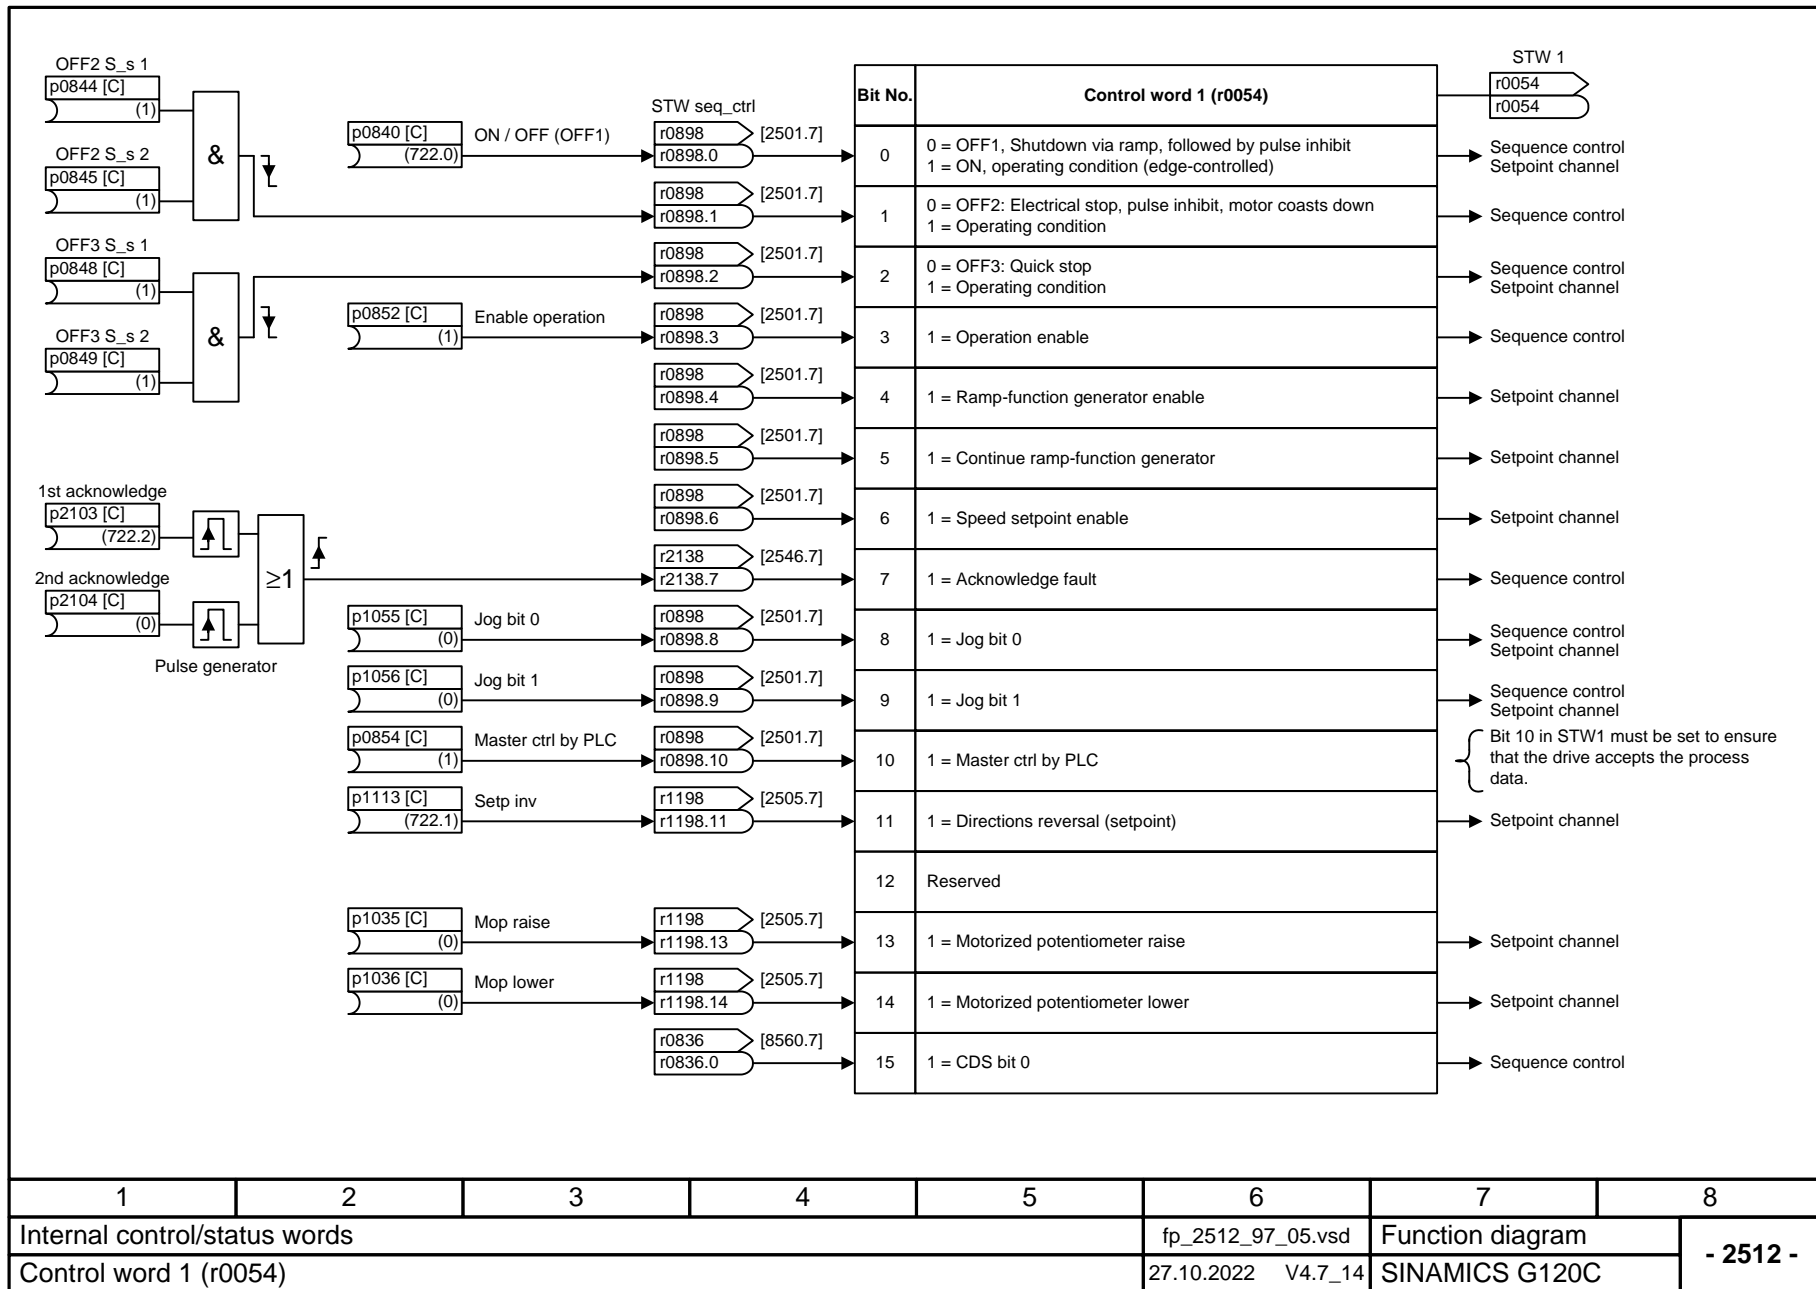 OFF2 S_s 1
p0844 [C]
(1)
OFF2 S_s 2
p0845 [C]
(1)
&
OFF3 S_s 1
p0848 [C]
(1)
OFF3 S_s 2
p0849 [C]
(1)
&
1st acknowledge
p2103 [C]
(722.2)
2nd acknowledge
p2104 [C]
(0)
≥1
Pulse generator
STW seq_ctrl
p0840 [C]
(722.0)
ON / OFF (OFF1)
r0898
r0898.0
[2501.7]
r0898
r0898.1
[2501.7]
r0898
r0898.2
[2501.7]
p0852 [C]
(1)
Enable operation
r0898
r0898.3
[2501.7]
r0898
r0898.4
[2501.7]
r0898
r0898.5
[2501.7]
r0898
r0898.6
[2501.7]
r2138
r2138.7
[2546.7]
p1055 [C]
(0)
Jog bit 0
r0898
r0898.8
[2501.7]
p1056 [C]
(0)
Jog bit 1
r0898
r0898.9
[2501.7]
p0854 [C]
(1)
Master ctrl by PLC
r0898
r0898.10
[2501.7]
p1113 [C]
(722.1)
Setp inv
r1198
r1198.11
[2505.7]
p1035 [C]
(0)
Mop raise
r1198
r1198.13
[2505.7]
p1036 [C]
(0)
Mop lower
r1198
r1198.14
[2505.7]
r0836
r0836.0
[8560.7]
Bit No. Control word 1 (r0054)
0
0 = OFF1, Shutdown via ramp, followed by pulse inhibit
1 = ON, operating condition (edge-controlled)
1
0 = OFF2: Electrical stop, pulse inhibit, motor coasts down
1 = Operating condition
2
0 = OFF3: Quick stop
1 = Operating condition
3 1 = Operation enable
4 1 = Ramp-function generator enable
5 1 = Continue ramp-function generator
6 1 = Speed setpoint enable
7 1 = Acknowledge fault
8 1 = Jog bit 0
9 1 = Jog bit 1
10 1 = Master ctrl by PLC
11 1 = Directions reversal (setpoint)
12 Reserved
13 1 = Motorized potentiometer raise
14 1 = Motorized potentiometer lower
15 1 = CDS bit 0
STW 1
r0054
r0054
Sequence control
Setpoint channel
Sequence control
Sequence control
Setpoint channel
Sequence control
Setpoint channel
Setpoint channel
Setpoint channel
Sequence control
Sequence control
Setpoint channel
Sequence control
Setpoint channel
Bit 10 in STW1 must be set to ensure
that the drive accepts the process
data.
Setpoint channel
Setpoint channel
Setpoint channel
Sequence control
1 2 3 4 5 6 7 8
Internal control/status words
fp_2512_97_05.vsd
Function diagram
- 2512 -
Control word 1 (r0054)
27.10.2022 V4.7_14
SINAMICS G120C